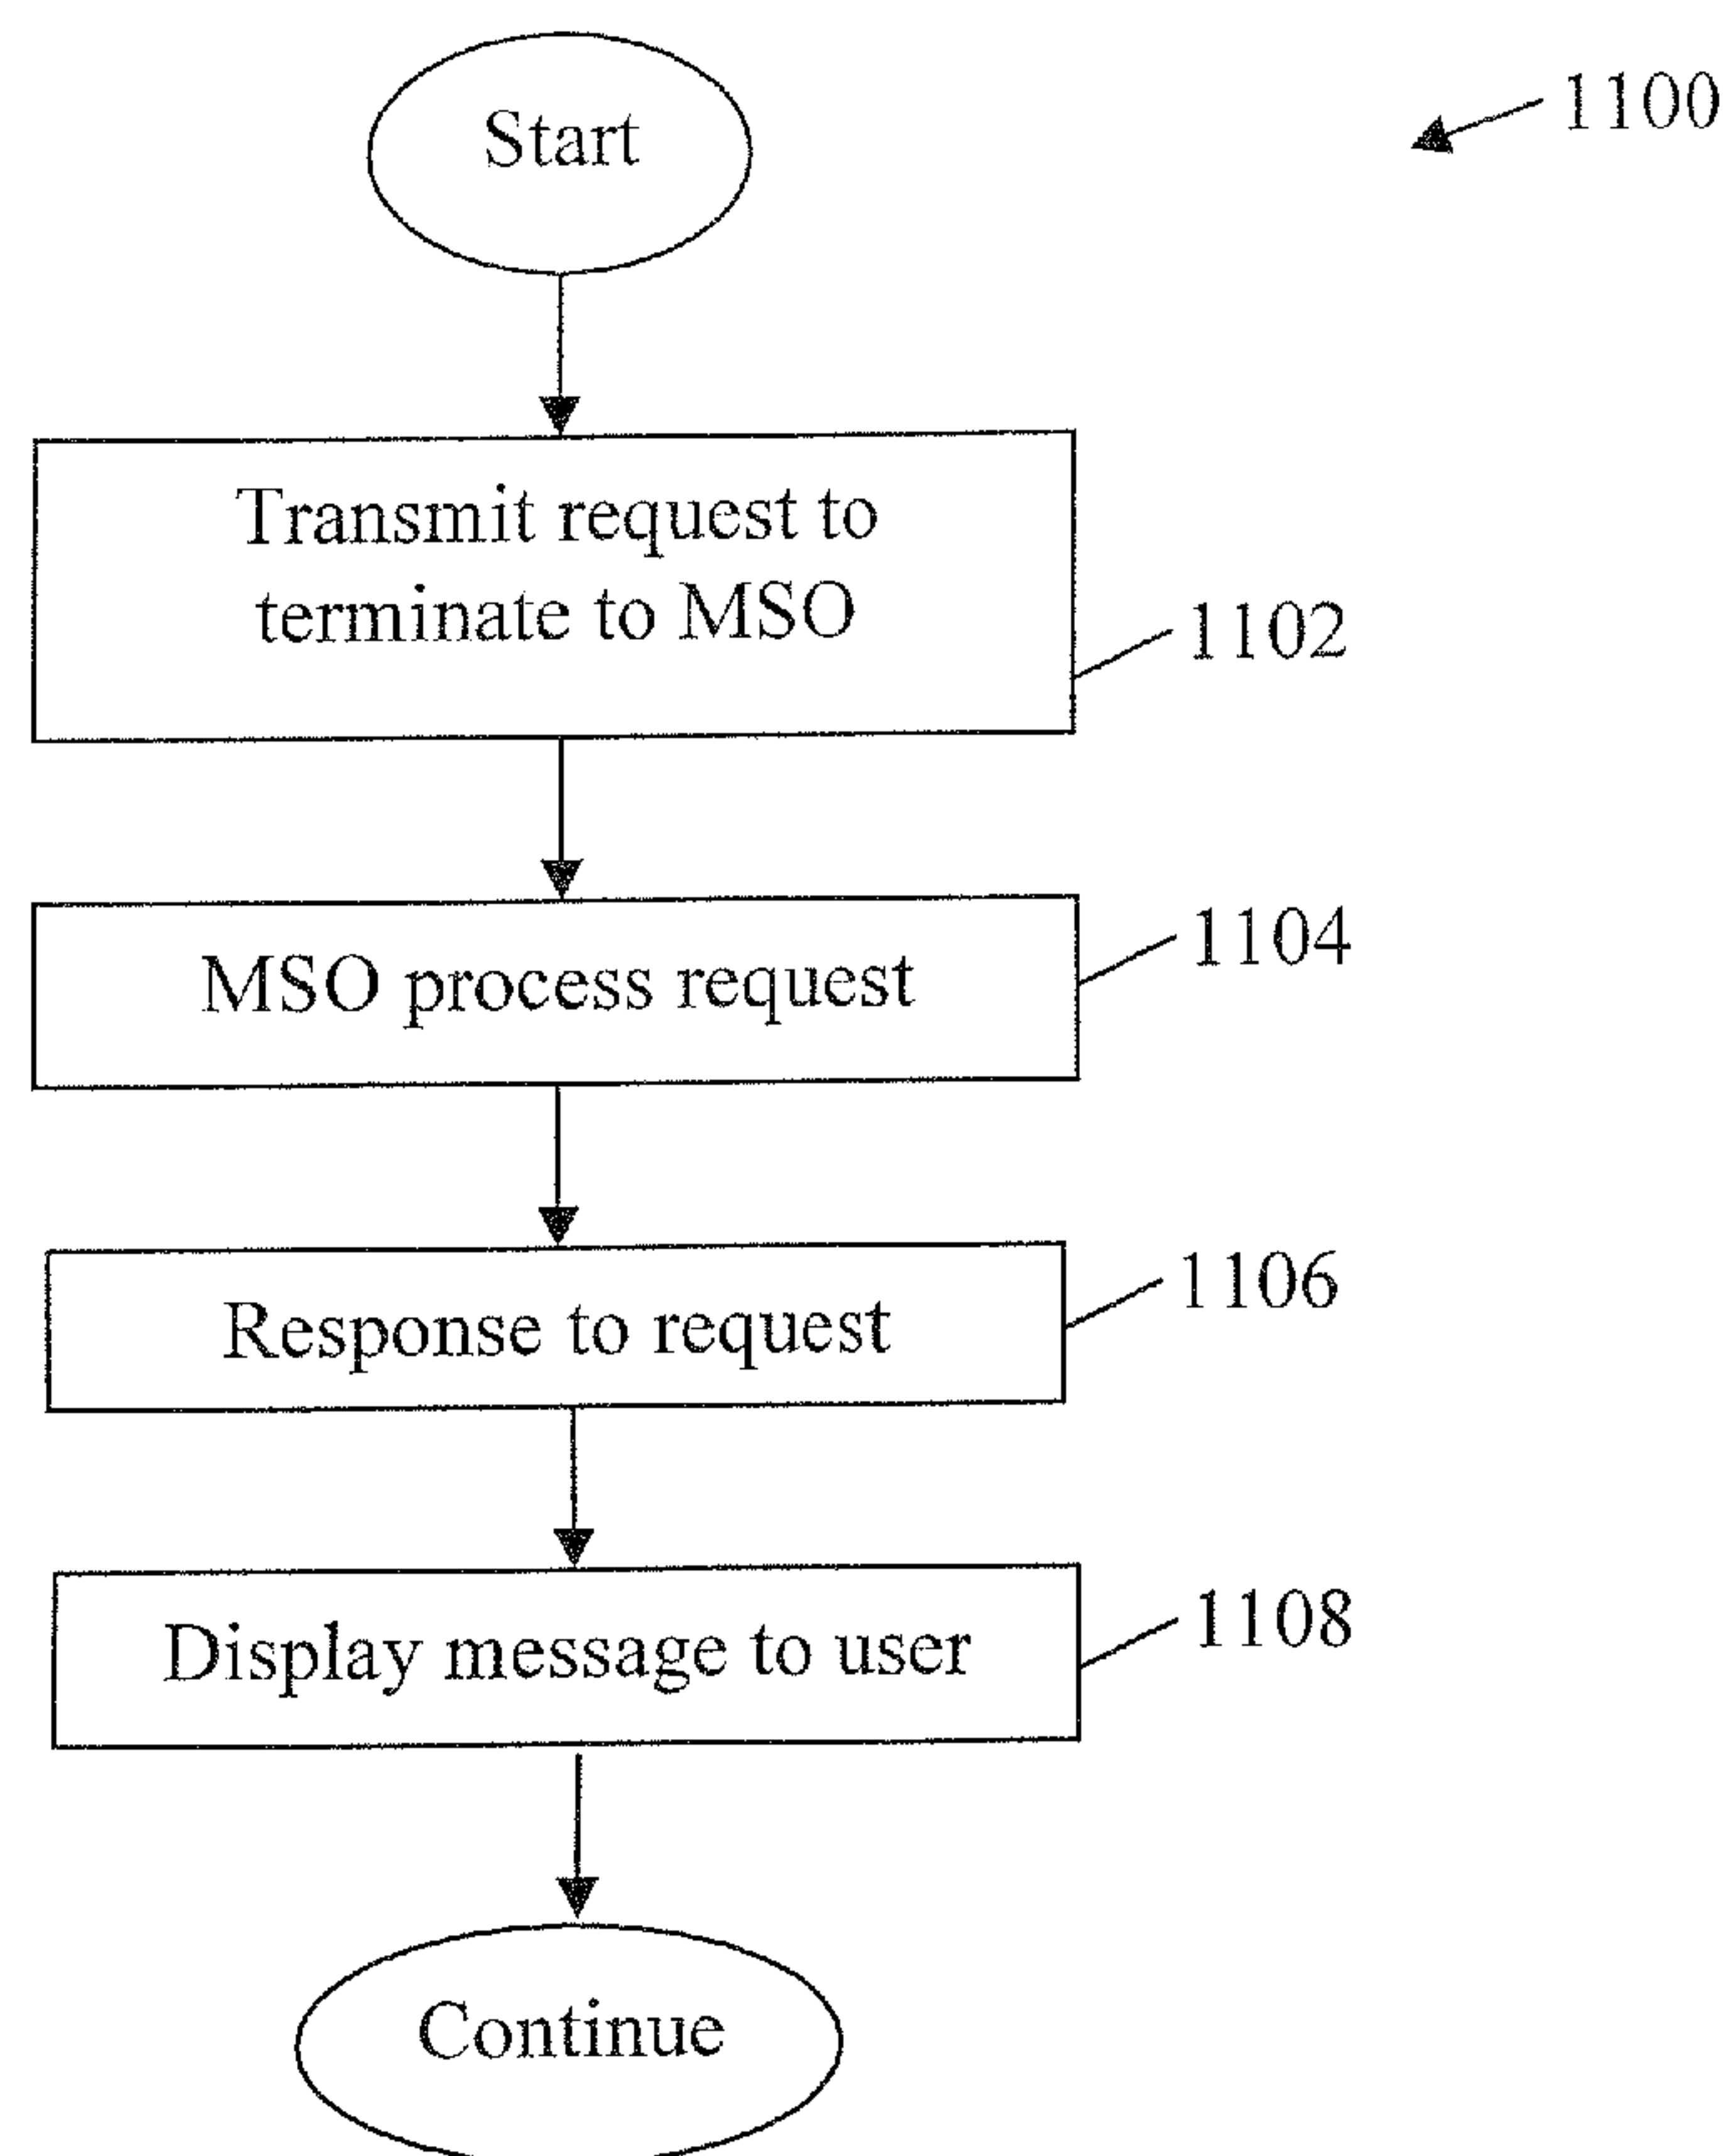 Start
1100
Transmit request to
terminate to MSO
1102
MSO process request
1104
Response to request
1106
Display message to user
1108
Continue